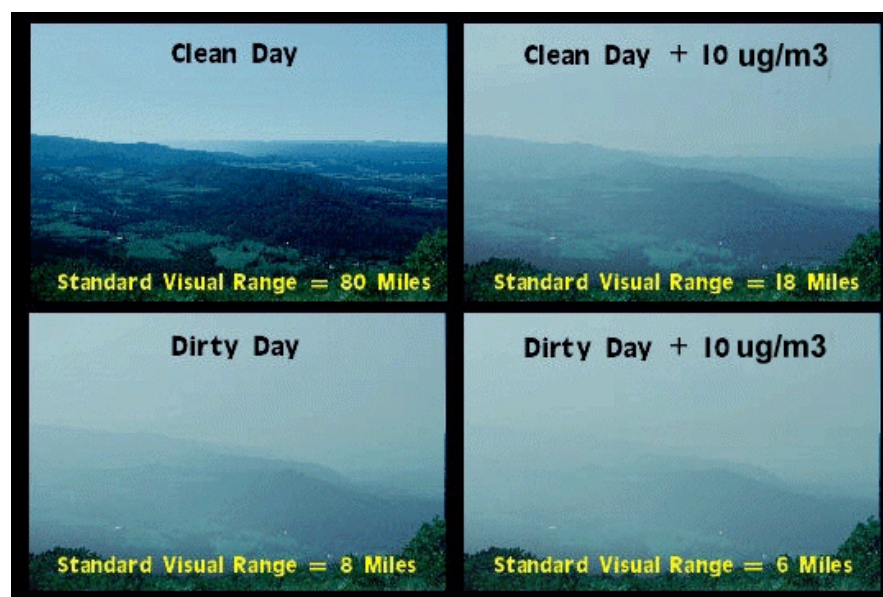 Clean Day
Clean Day + 10 ug/m3
Standard Visual Range = 80 Miles
Standard Visual Range = 18 Miles
Dirty Day
Dirty Day + 10 ug/m3
Standard Visual Range = 8 Miles
Standard Visual Range = 6 Miles